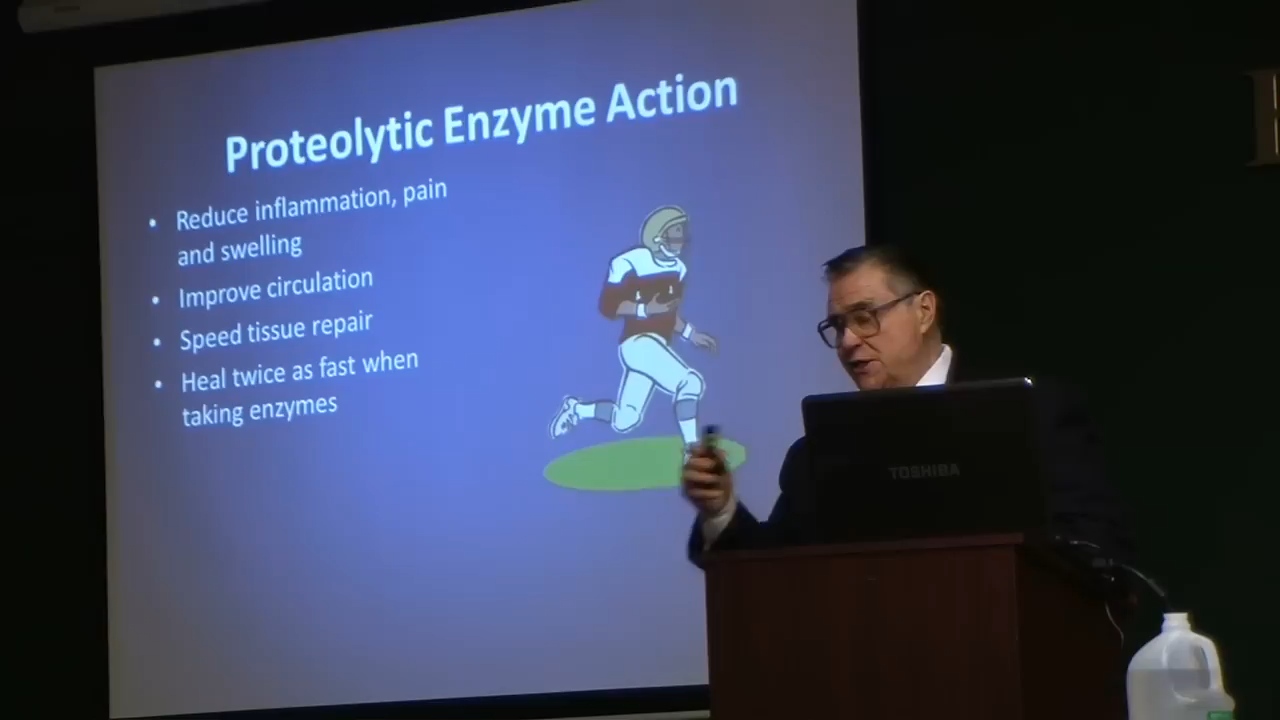 Proteolytic Enzyme Action
• Reduce inflammation, pain
and swelling
• Improve circulation
• Speed tissue repair
• Heal twice as fast when
taking enzymes
TOSHIBA